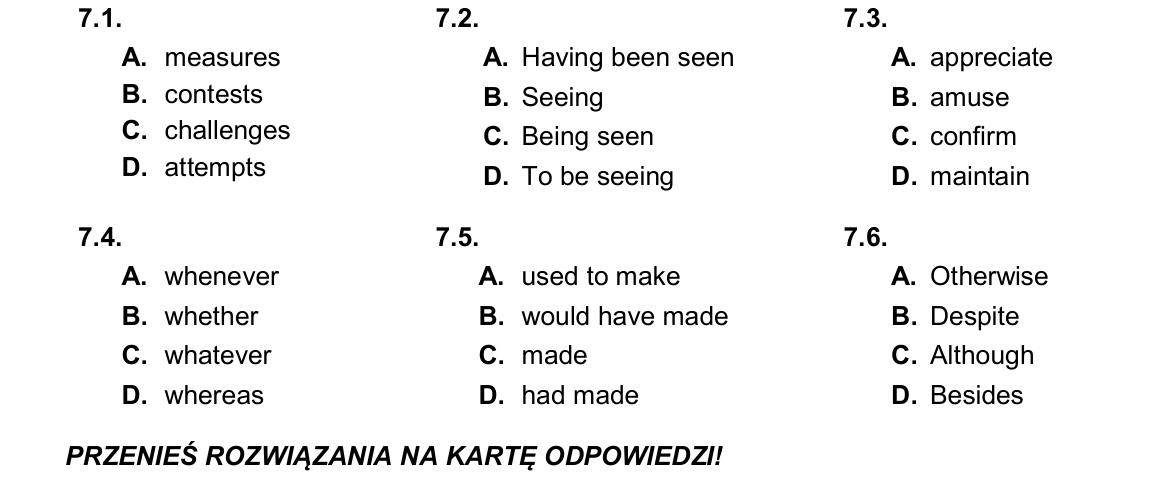 7.1.
A. measures
B. contests
C. challenges
D. attempts
7.2.
A. Having been seen
B. Seeing
C. Being seen
D. To be seeing
7.3.
A. appreciate
B. amuse
C. confirm
D. maintain
7.4.
A. whenever
B. whether
C. whatever
D. whereas
7.5.
A. used to make
B. would have made
C. made
D. had made
7.6.
A. Otherwise
B. Despite
C. Although
D. Besides
PRZENIEŚ ROZWIĄZANIA NA KARTĘ ODPOWIEDZI!